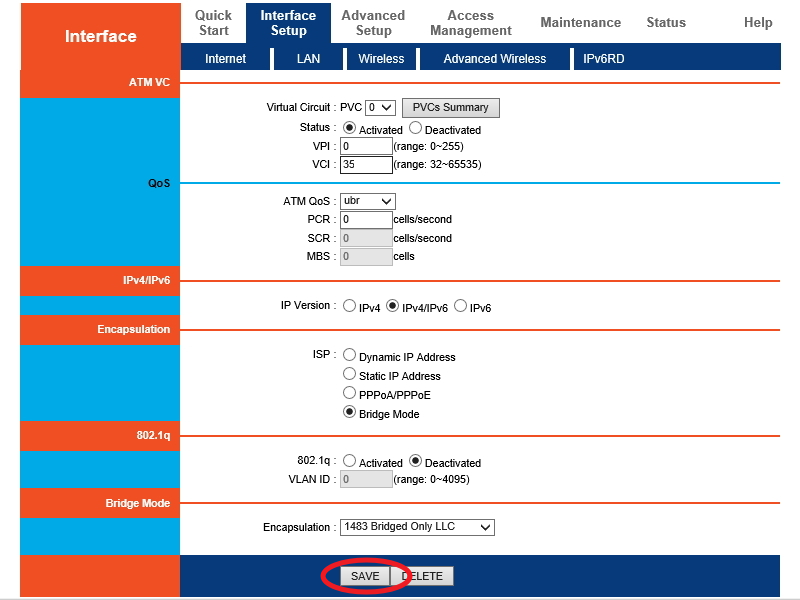 Interface
Quick Start
Interface Setup
Advanced Setup
Access Management
Maintenance
Status
Help
Internet
LAN
Wireless
Advanced Wireless
IPv6RD
ATM VC
Virtual Circuit : PVC 0 PVCs Summary
Status : Activated Deactivated
VPI : 0 (range: 0~255)
VCI : 35 (range: 32~65535)
QoS
ATM QoS : ubr
PCR : 0 cells/second
SCR : 0 cells/second
MBS : 0 cells
IPv4/IPv6
IP Version : IPv4 IPv4/IPv6 IPv6
Encapsulation
ISP : Dynamic IP Address
Static IP Address
PPPoA/PPPoE
Bridge Mode
802.1q
802.1q : Activated Deactivated
VLAN ID : 0 (range: 0~4095)
Bridge Mode
Encapsulation : 1483 Bridged Only LLC
SAVE DELETE